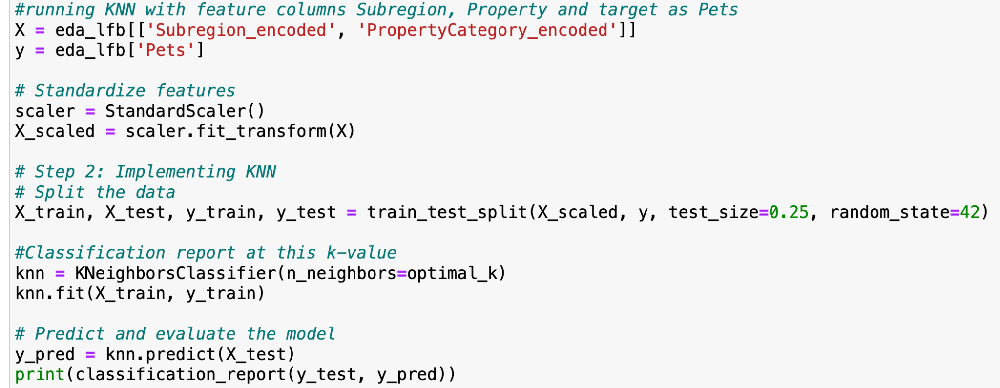 #running KNN with feature columns Subregion, Property and target as Pets
X = eda_lfb[['Subregion_encoded', 'PropertyCategory_encoded']]
y = eda_lfb['Pets']
# Standardize features
scaler = StandardScaler()
X_scaled = scaler.fit_transform(X)
# Step 2: Implementing KNN
# Split the data
X_train, X_test, y_train, y_test = train_test_split(X_scaled, y, test_size=0.25, random_state=42)
#Classification report at this k-value
knn = KNeighborsClassifier(n_neighbors=optimal_k)
knn.fit(X_train, y_train)
# Predict and evaluate the model
y_pred = knn.predict(X_test)
print(classification_report(y_test, y_pred))